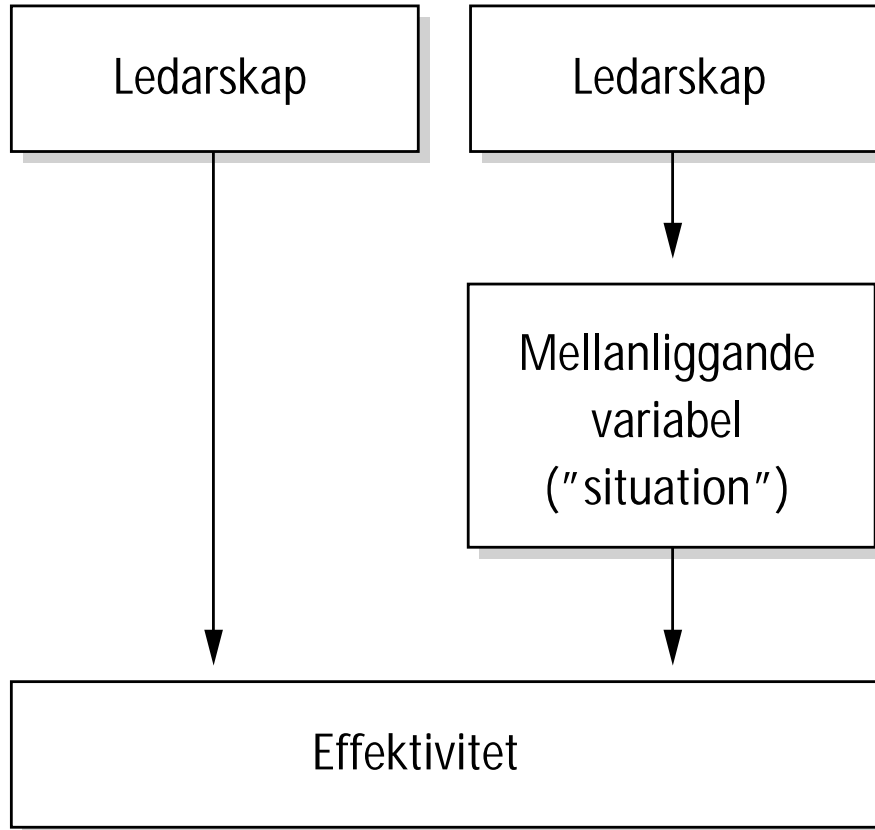 Ledarskap
Ledarskap
Mellanliggande
variabel
("situation")
Effektivitet